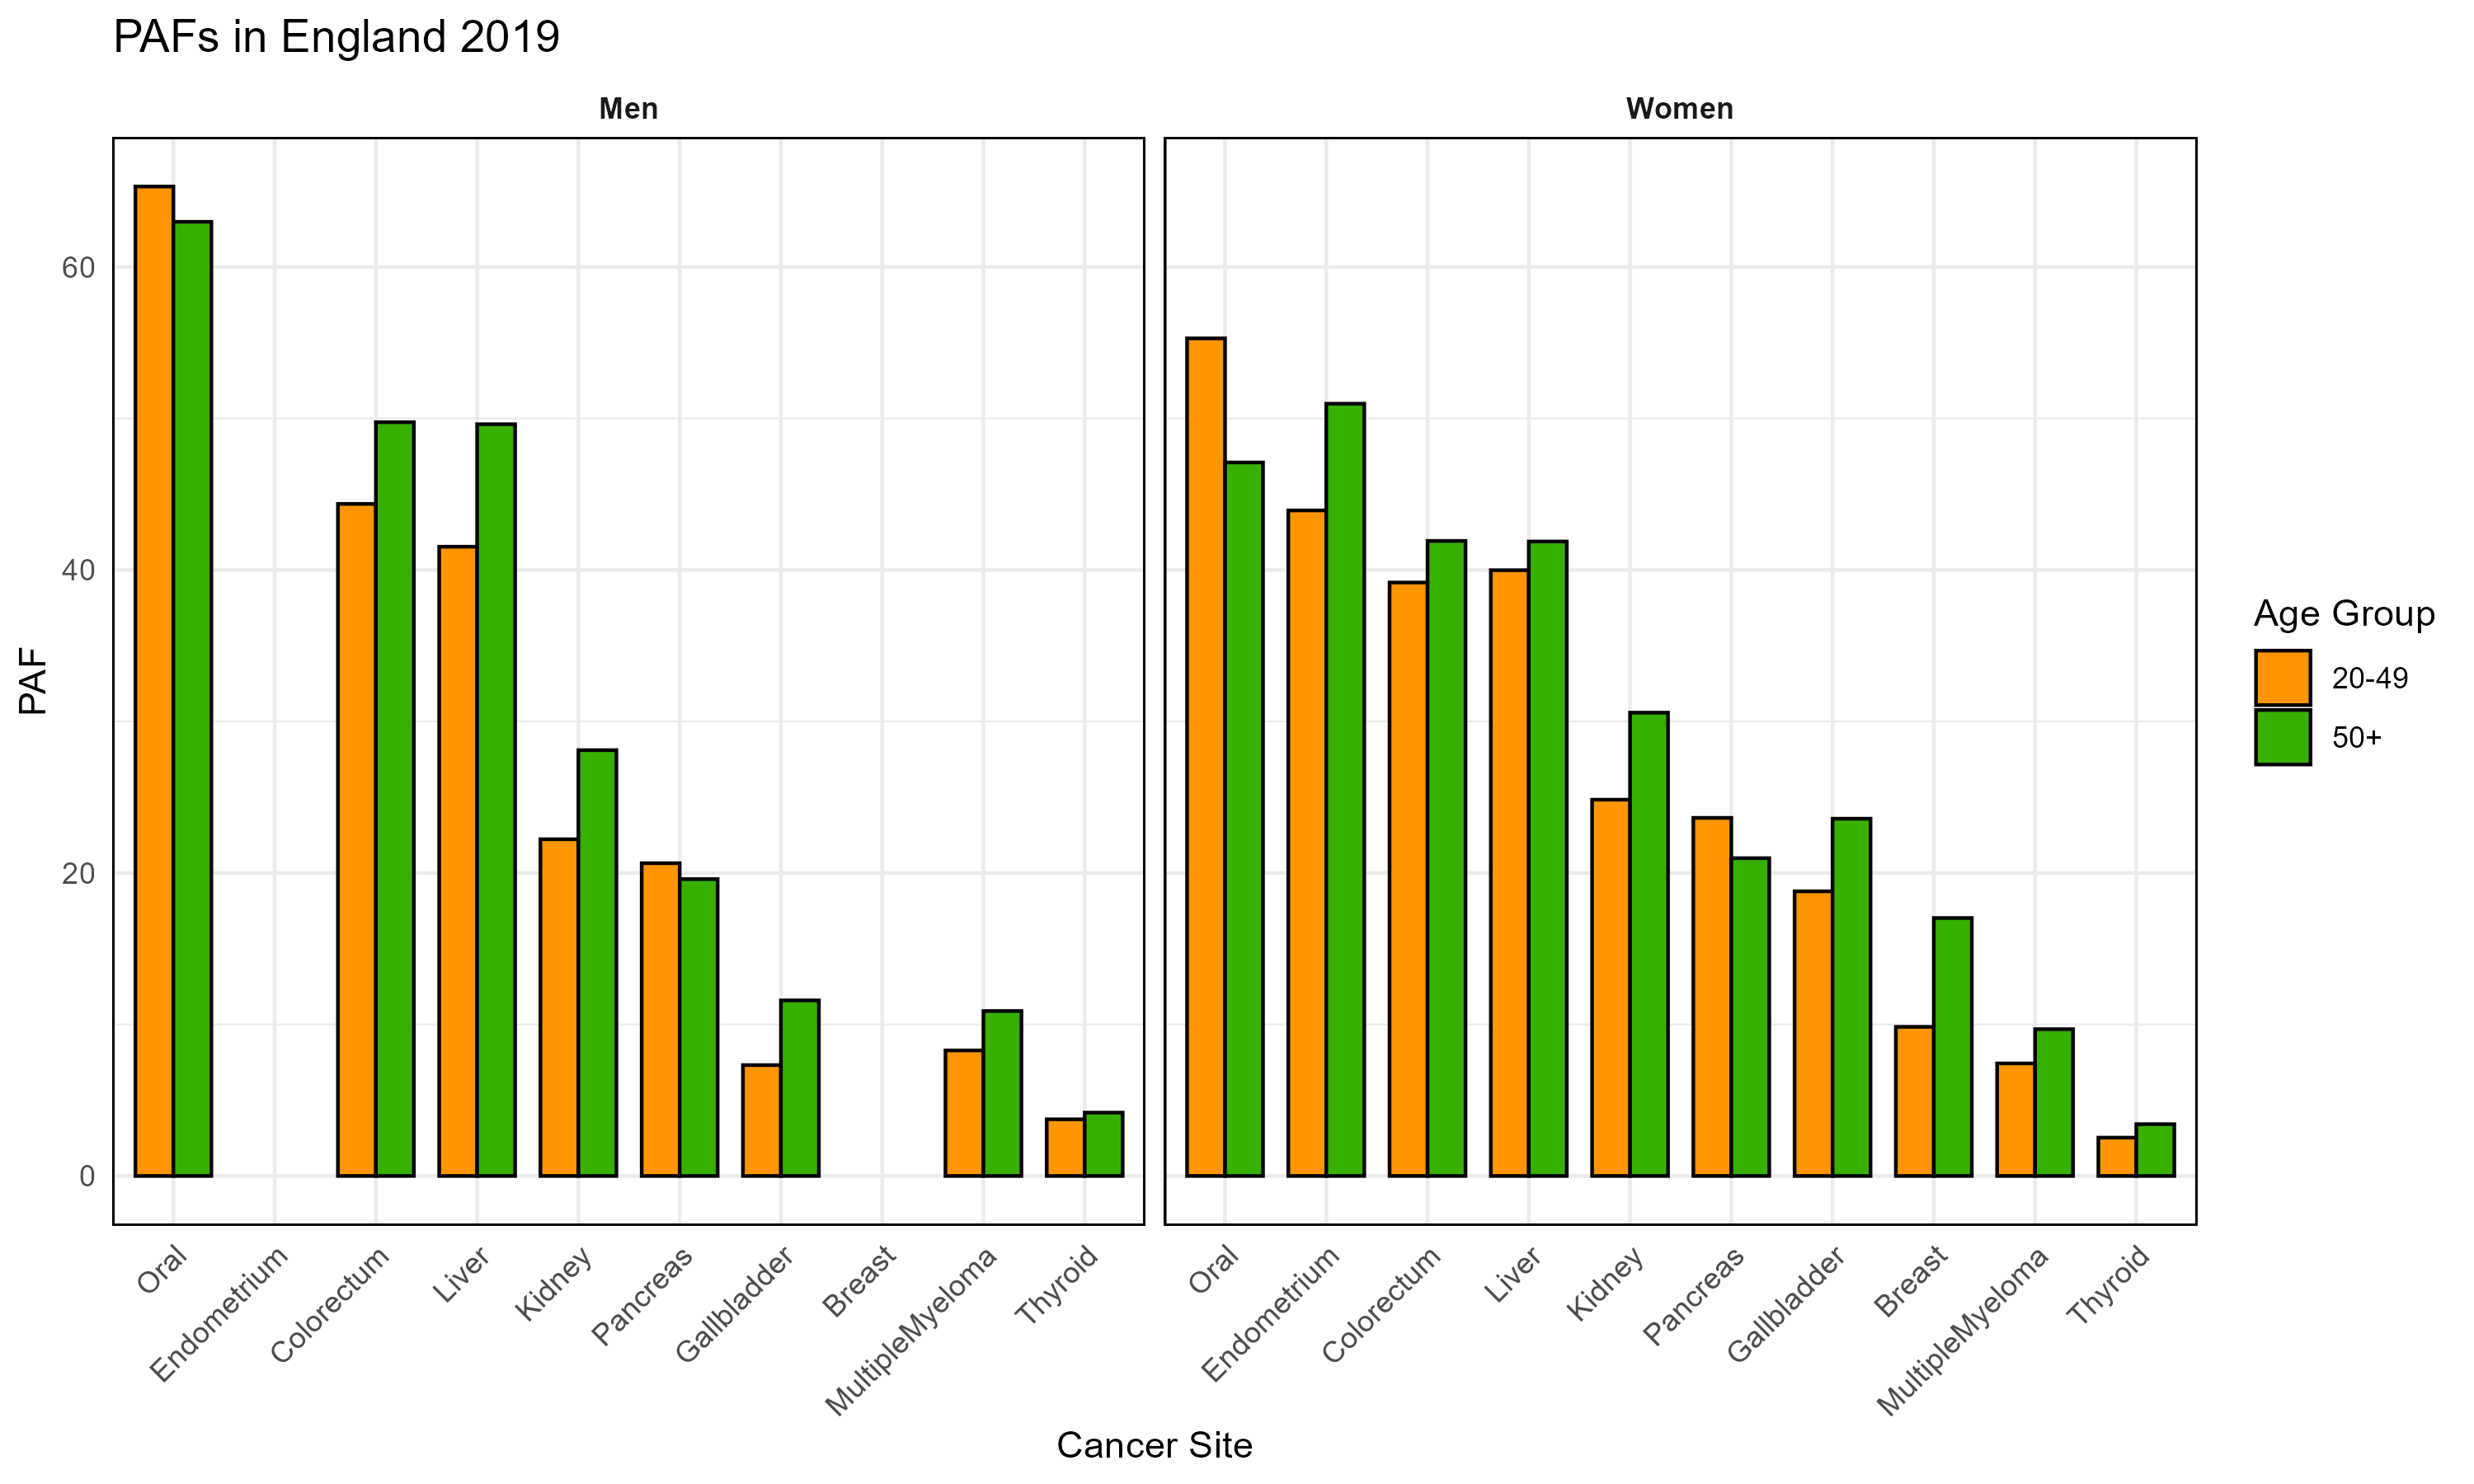 PAFs in England 2019
Men
Women
PAF
60
40
20
0
Oral
Endometrium
Colorectum
Liver
Kidney
Pancreas
Gallbladder
Breast
MultipleMyeloma
Thyroid
Oral
Endometrium
Colorectum
Liver
Kidney
Pancreas
Gallbladder
Breast
MultipleMyeloma
Thyroid
Cancer Site
Age Group
20-49
50+